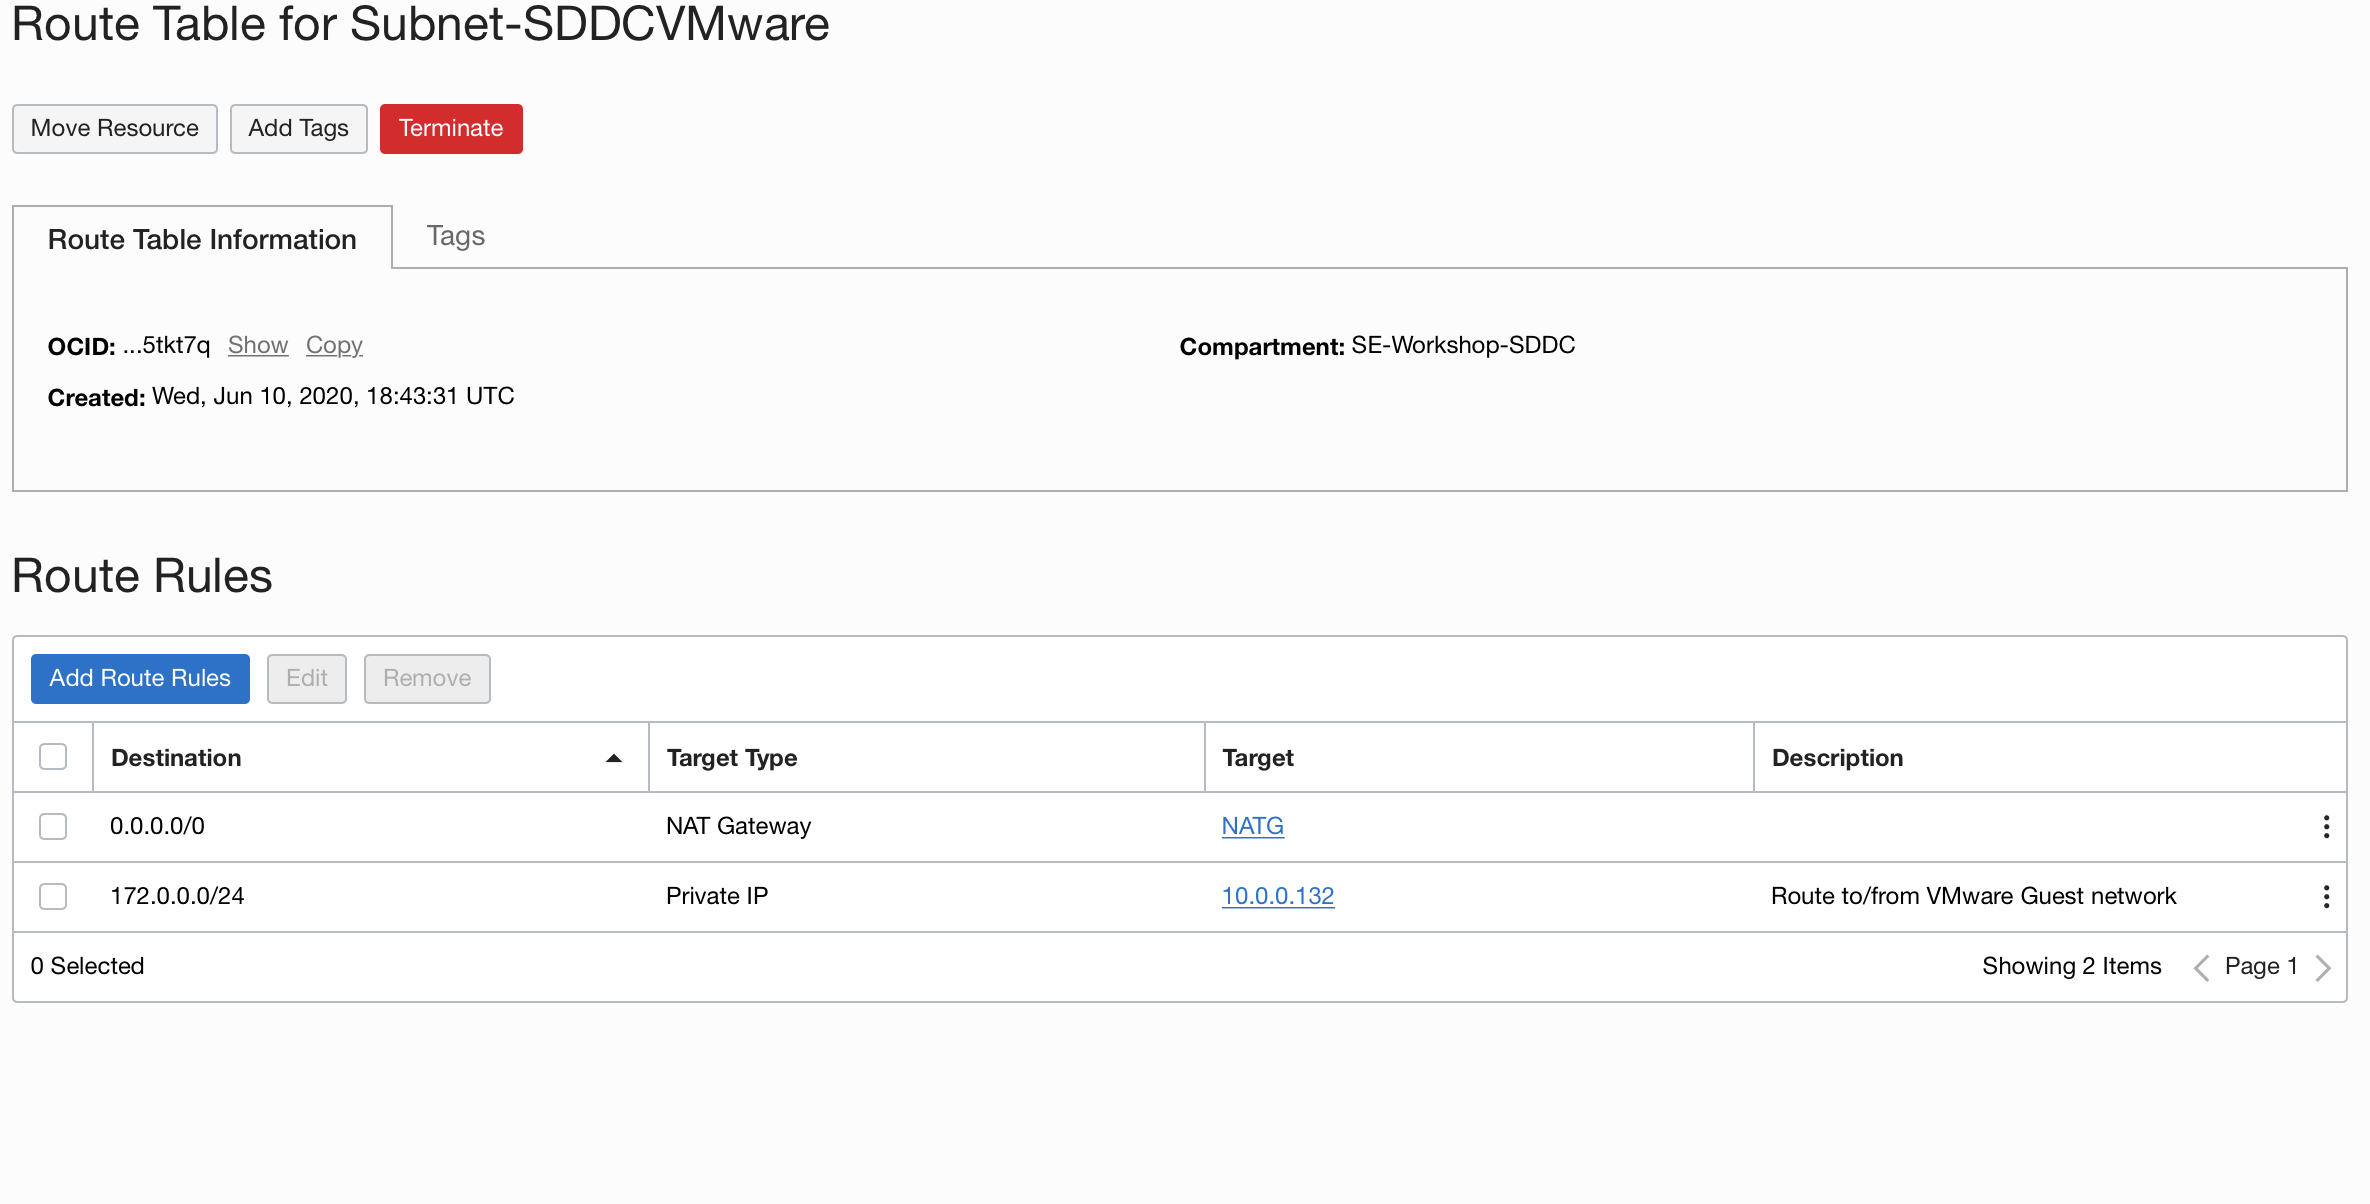 Route Table for Subnet-SDDCVMware
Move Resource Add Tags Terminate
Route Table Information Tags
OCID: ...5tkt7q Show Copy Compartment: SE-Workshop-SDDC
Created: Wed, Jun 10, 2020, 18:43:31 UTC
Route Rules
Add Route Rules Edit Remove
Destination Target Type Target Description
0.0.0.0/0 NAT Gateway NATG
172.0.0.0/24 Private IP 10.0.0.132 Route to/from VMware Guest network
0 Selected Showing 2 Items Page 1